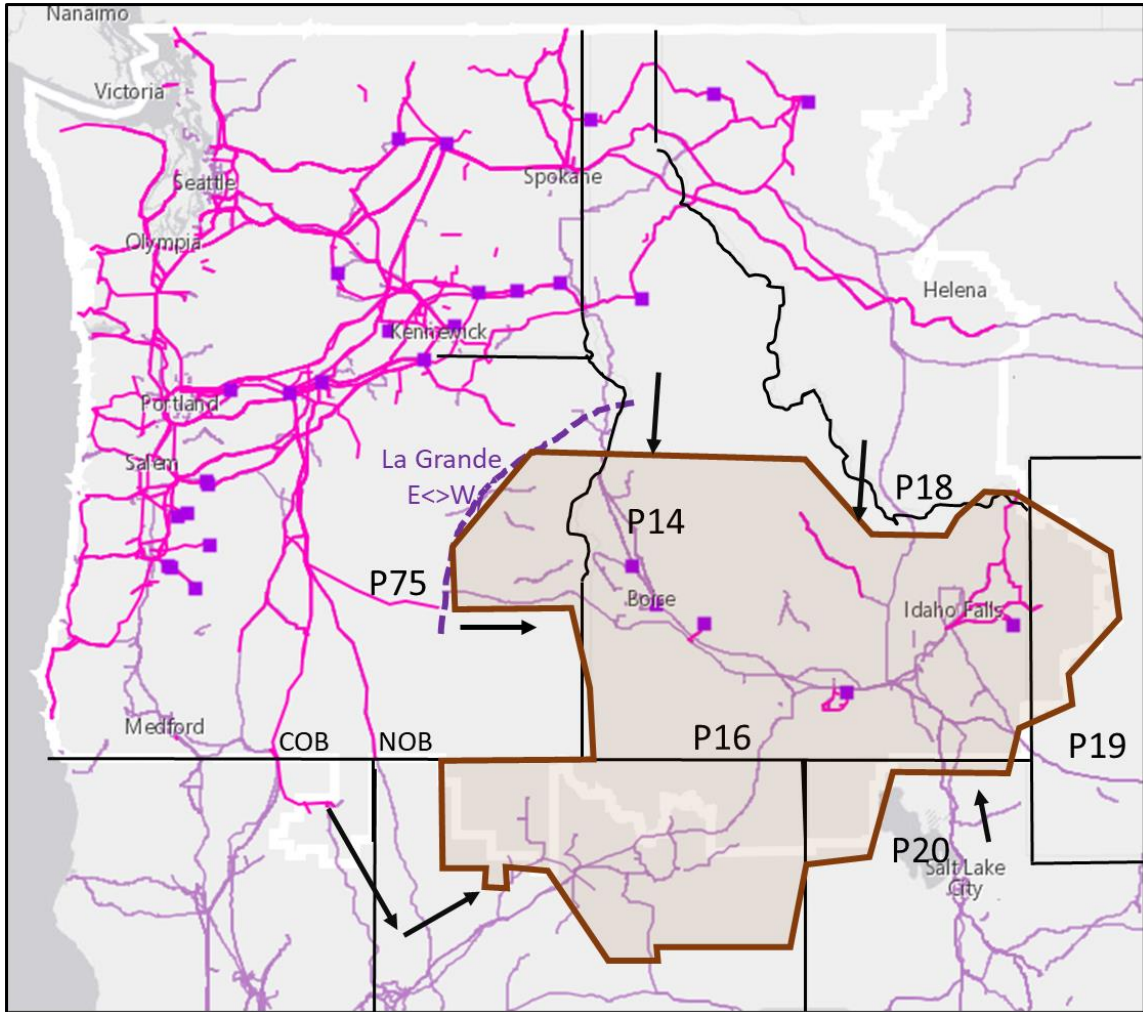 Nanaimo
Victoria
Seattle
Spokane
Olympia
Helena
Kennewick
Portland
Salem
La Grande
E<>W
P14
P18
P75
Boise
Idaho Falls
Medford
COB
NOB
P16
P19
P20
Salt Lake
City